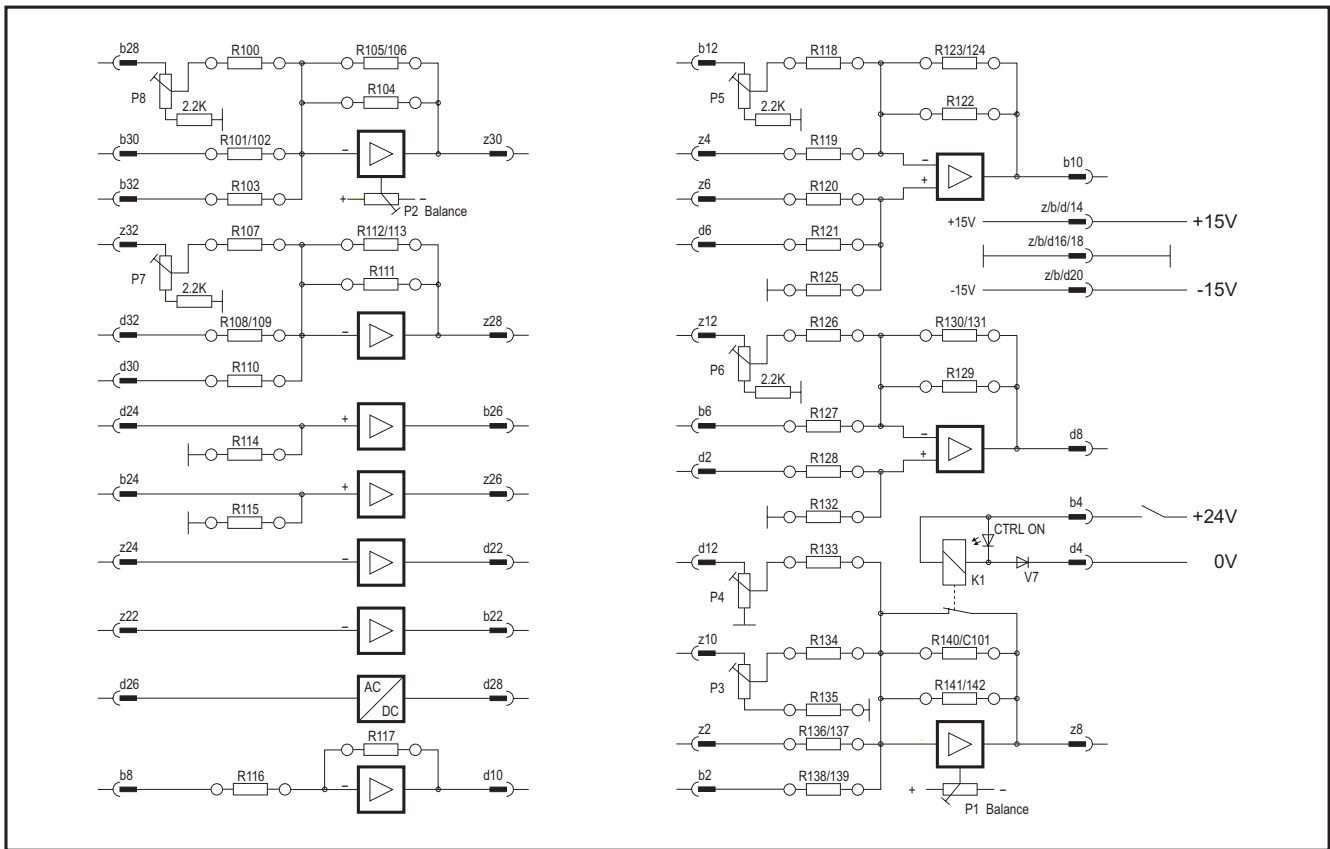 b28
R100
R105/106
P8
R104
2.2K
b30
R101/102
–
z30
b32
R103
+
–
P2 Balance
z32
R107
R112/113
P7
R111
2.2K
d32
R108/109
–
z28
d30
R110
d24
+
b26
R114
b24
+
z26
R115
z24
–
d22
z22
–
b22
d26
AC
DC
d28
R117
b8
R116
–
d10
b12
R118
R123/124
P5
R122
2.2K
z4
R119
–
b10
z6
R120
+
+15V
z/b/d/14
+15V
d6
R121
z/b/d16/18
R125
-15V
z/b/d20
-15V
z12
R126
R130/131
P6
R129
2.2K
b6
R127
–
d8
d2
R128
+
R132
b4
+24V
CTRL ON
d12
R133
d4
0V
K1
V7
P4
z10
R134
R140/C101
P3
R135
R141/142
z2
R136/137
-
z8
b2
R138/139
+
–
P1 Balance